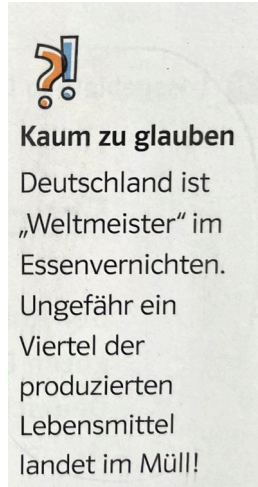 ?!
Kaum zu glauben
Deutschland ist
„Weltmeister“ im
Essenvernichten.
Ungefähr ein
Viertel der
produzierten
Lebensmittel
landet im Müll!